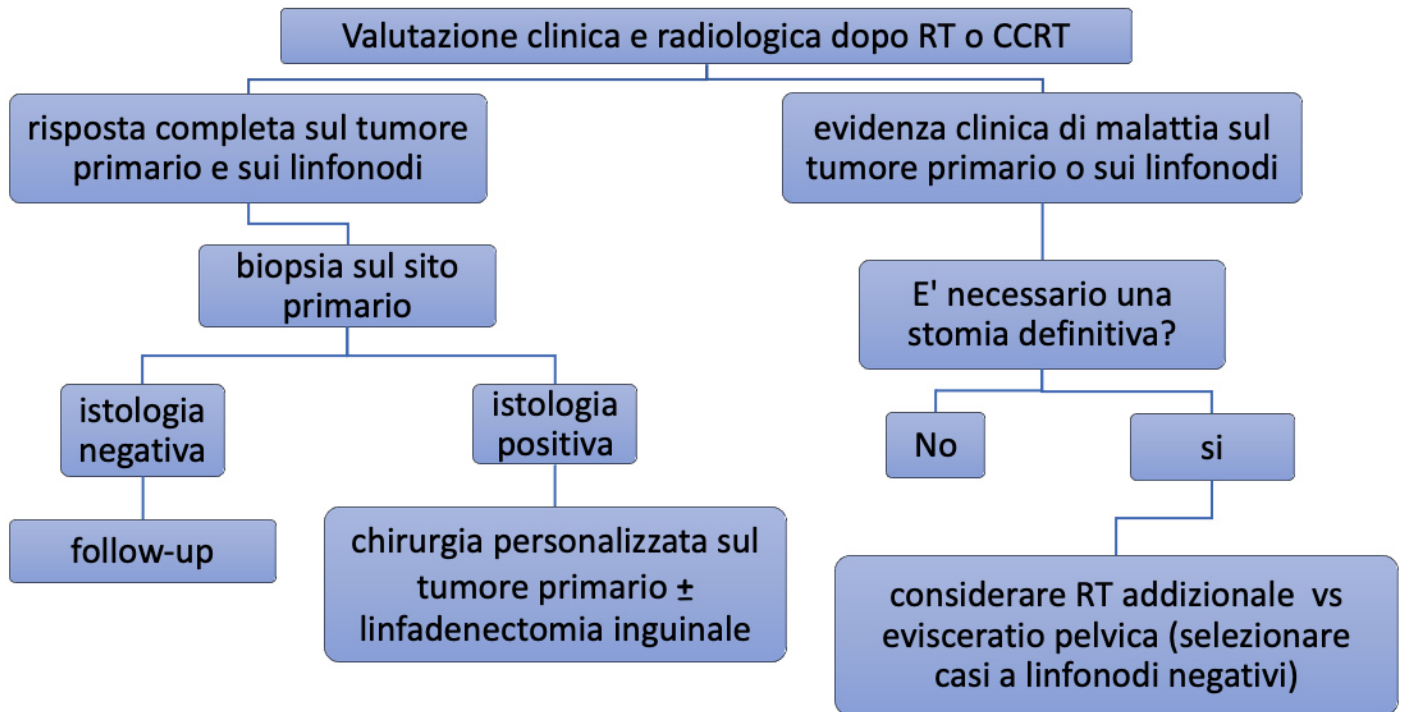 Valutazione clinica e radiologica dopo RT o CCRT
risposta completa sul tumore
primario e sui linfonodi
evidenza clinica di malattia sul
tumore primario o sui linfonodi
biopsia sul sito
primario
E' necessario una
stomia definitiva?
istologia
negativa
istologia
positiva
No
si
follow-up
chirurgia personalizzata sul
tumore primario ±
linfadenectomia inguinale
considerare RT addizionale vs
evisceratio pelvica (selezionare
casi a linfonodi negativi)